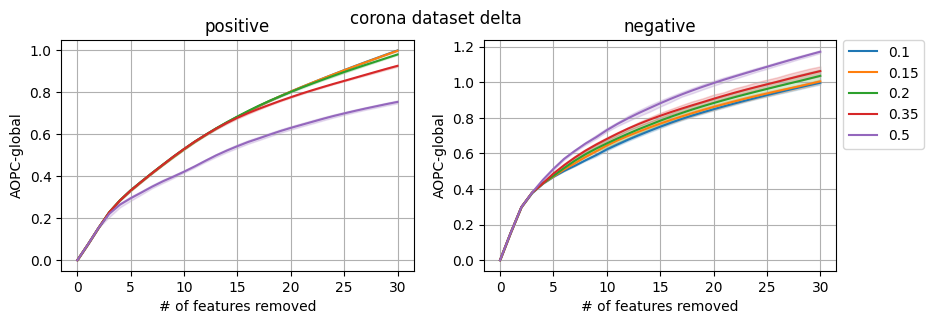 corona dataset delta
positive
1.0
0.8
0.6
0.4
0.2
0.0
AOPC-global
0 5 10 15 20 25 30
# of features removed
negative
1.2
1.0
0.8
0.6
0.4
0.2
0.0
AOPC-global
0 5 10 15 20 25 30
# of features removed
0.1
0.15
0.2
0.35
0.5